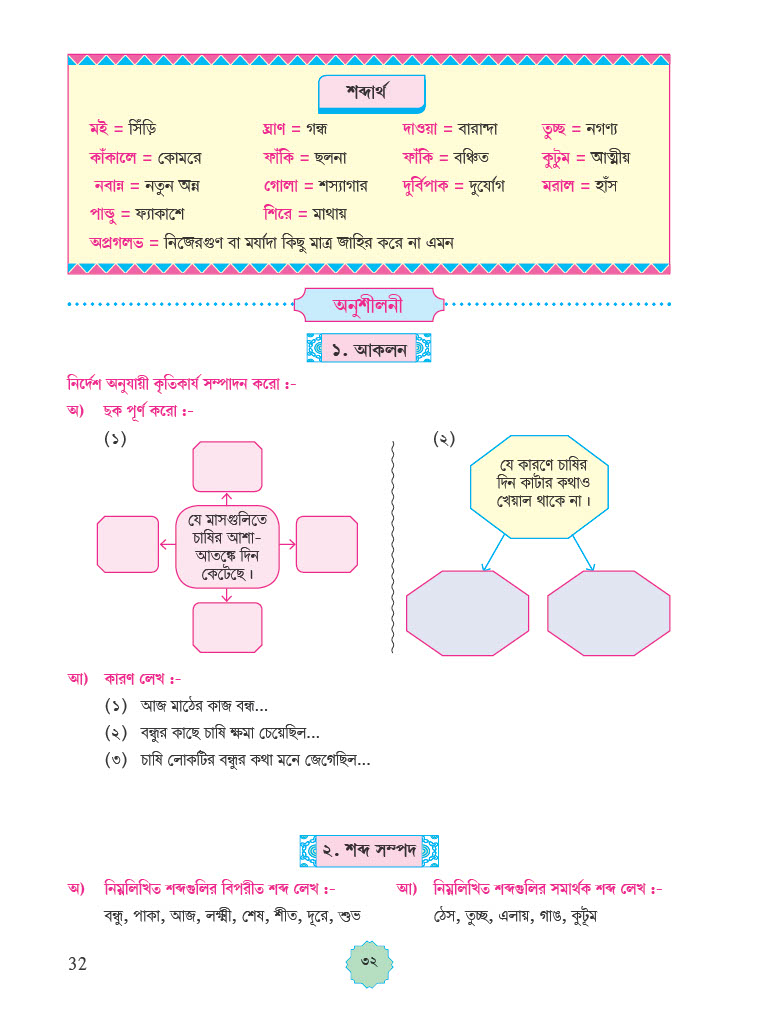 শব্দার্থ
মই = সিঁড়ি ঘ্রাণ = গন্ধ দাওয়া = বারান্দা তুচ্ছ = নগণ্য
কাঁকালে = কোমরে ফাঁকি = ছলনা ফাঁকি = বঞ্চিত কুটুম = আত্মীয়
নবান্ন = নতুন অন্ন গোলা = শস্যাগার দুর্বিপাক = দুর্যোগ মরাল = হাঁস
পান্ডু = ফ্যাকাশে শিরে = মাথায়
অপ্রগলভ = নিজেরগুণ বা মর্যাদা কিছু মাত্র জাহির করে না এমন
অনুশীলনী
১. আকলন
নির্দেশ অনুযায়ী কৃতিকার্য সম্পাদন করো :-
অ) ছক পূর্ণ করো :-
(১)
যে মাসগুলিতে
চাষির আশা-
আতঙ্কে দিন
কেটেছে।
(২)
যে কারণে চাষির
দিন কাটার কথাও
খেয়াল থাকে না।
আ) কারণ লেখ :-
(১) আজ মাঠের কাজ বন্ধ...
(২) বন্ধুর কাছে চাষি ক্ষমা চেয়েছিল...
(৩) চাষি লোকটির বন্ধুর কথা মনে জেগেছিল...
২. শব্দ সম্পদ
অ) নিম্নলিখিত শব্দগুলির বিপরীত শব্দ লেখ :-
বন্ধু, পাকা, আজ, লক্ষ্মী, শেষ, শীত, দূরে, শুভ
আ) নিম্নলিখিত শব্দগুলির সমার্থক শব্দ লেখ :-
ঠেস, তুচ্ছ, এলায়, গাঙ, কুটুম
32
৩২